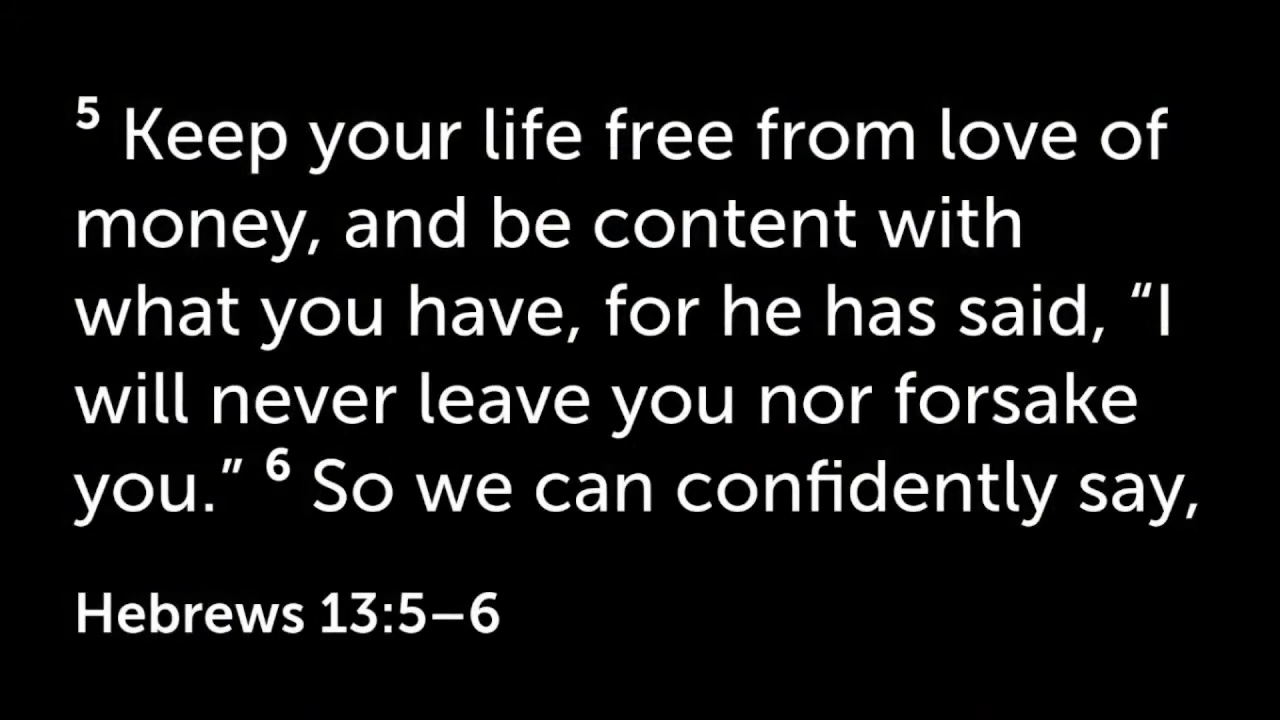 ⁵ Keep your life free from love of
money, and be content with
what you have, for he has said, “I
will never leave you nor forsake
you.” ⁶ So we can confidently say,
Hebrews 13:5–6